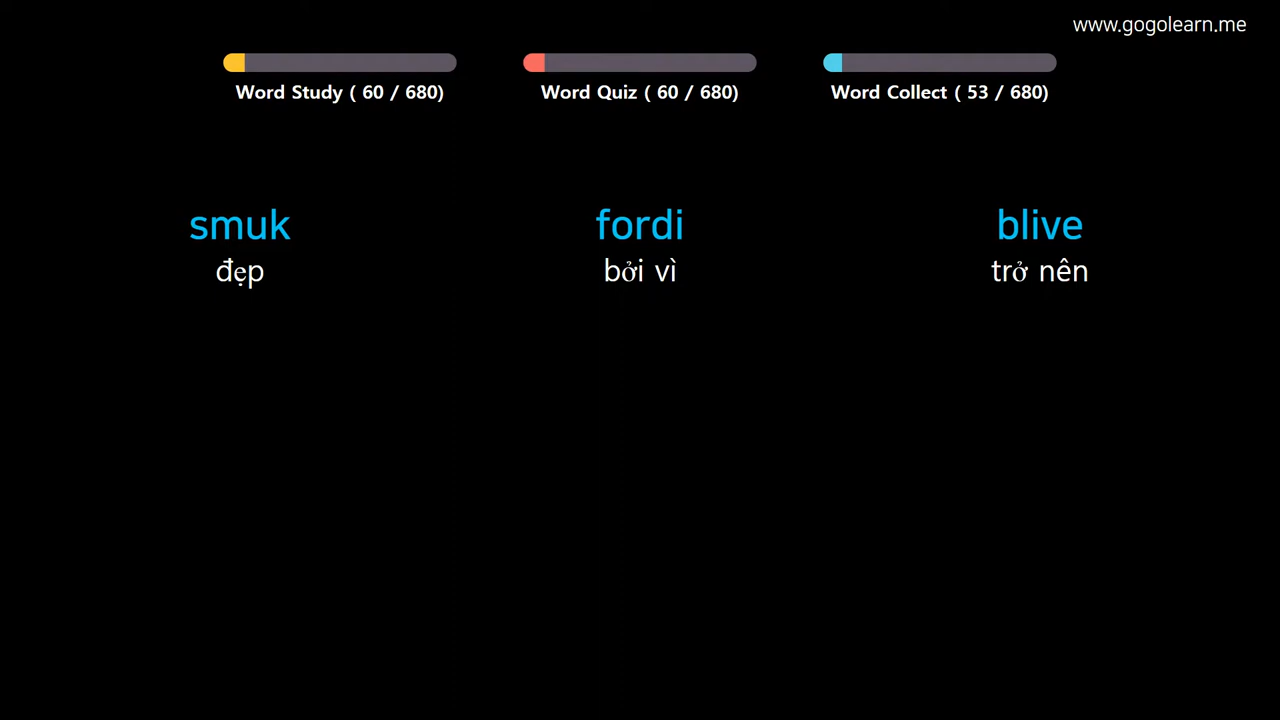 www.gogolearn.me
Word Study ( 60 / 680)
Word Quiz ( 60 / 680)
Word Collect ( 53 / 680)
smuk
fordi
blive
đẹp
bởi vì
trở nên